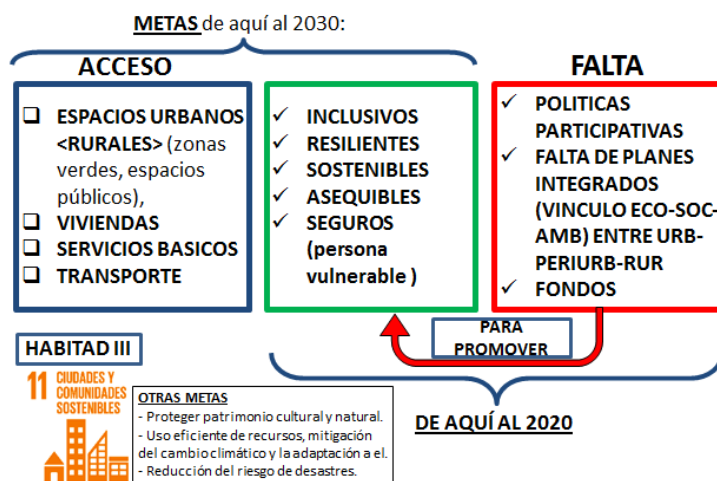 METAS de aquí al 2030:
ACCESO
❑ ESPACIOS URBANOS
<RURALES> (zonas
verdes, espacios
públicos),
❑ VIVIENDAS
❑ SERVICIOS BASICOS
❑ TRANSPORTE
✓ INCLUSIVOS
✓ RESILIENTES
✓ SOSTENIBLES
✓ ASEQUIBLES
✓ SEGUROS
(persona
vulnerable )
FALTA
✓ POLITICAS
PARTICIPATIVAS
✓ FALTA DE PLANES
INTEGRADOS
(VINCULO ECO-SOC-
AMB) ENTRE URB-
PERIURB-RUR
✓ FONDOS
PARA
PROMOVER
DE AQUÍ AL 2020
HABITAD III
11 CIUDADES Y
COMUNIDADES
SOSTENIBLES
OTRAS METAS
- Proteger patrimonio cultural y natural.
- Uso eficiente de recursos, mitigación
del cambio climático y la adaptación a el.
- Reducción del riesgo de desastres.